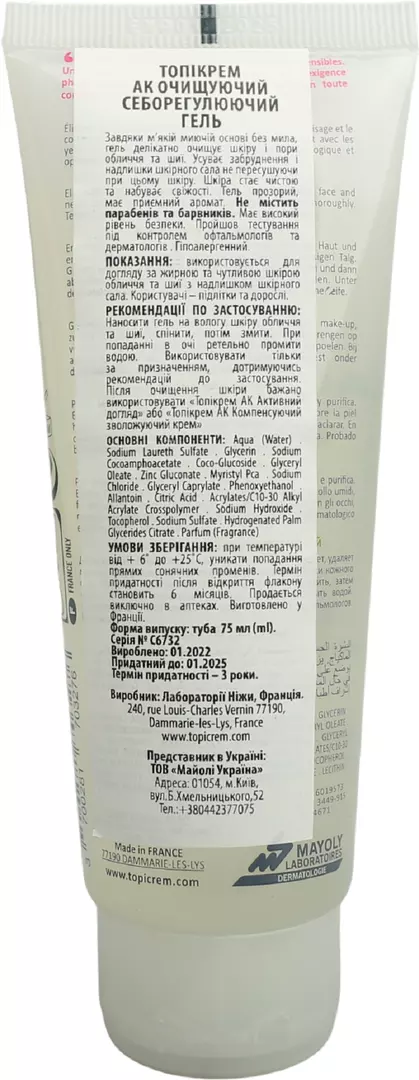 ТОПІКРЕМ
АК ОЧИЩУЮЧИЙ
СЕБОРЕГУЛЮЮЧИЙ
ГЕЛЬ
Завдяки м'якій миючій основі без мила,
гель делікатно очищує шкіру і пори
обличчя та шиї. Усуває забруднення і
надлишки шкірного сала не пересушуючи
при цьому шкіру. Шкіра стає чистою
та набуває свіжості. Гель прозорий,
має приємний аромат. Не містить
парабенів та барвників. Має високий
рівень безпеки. Пройшов тестування
під контролем офтальмологів та
дерматологів. Гіпоалергенний.
ПОКАЗАННЯ: використовується для
догляду за жирною та чутливою шкірою
обличчя та шиї з надлишком шкірного
сала. Користувачі – підлітки та дорослі.
РЕКОМЕНДАЦІЇ ПО ЗАСТОСУВАННЮ:
Наносити гель на вологу шкіру обличчя
та шиї, спінити, потім змити. При
попаданні в очі ретельно промити
водою. Використовувати тільки
за призначенням, дотримуючись
рекомендацій до застосування.
Після очищення шкіри бажано
використовувати «Топікрем АК Активний
догляд» або «Топікрем АК Компенсуючий
зволожуючий крем»
ОСНОВНІ КОМПОНЕНТИ: Aqua (Water) .
Sodium Laureth Sulfate . Glycerin . Sodium
Cocoamphoacetate . Coco-Glucoside . Glyceryl
Oleate . Zinc Gluconate . Myristyl Pca . Sodium
Chloride . Glyceryl Caprylate . Phenoxyethanol .
Allantoin . Citric Acid . Acrylates/C10-30 Alkyl
Acrylate Crosspolymer . Sodium Hydroxide .
Tocopherol . Sodium Sulfate . Hydrogenated Palm
Glycerides Citrate . Parfum (Fragrance)
УМОВИ ЗБЕРІГАННЯ: при температурі
від + 6˚ до +25˚С, уникати попадання
прямих сонячних променів. Термін
придатності після відкриття флакону
становить 6 місяців. Продається
виключно в аптеках. Виготовлено у
Франції.
Форма випуску: туба 75 мл (ml).
Серія № C6732
Вироблено: 01.2022
Придатний до: 01.2025
Термін придатності – 3 роки.
Виробник: Лабораторії Ніжи, Франція.
240, rue Louis-Charles Vernin 77190,
Dammarie-les-Lys, France
www.topicrem.com
Представник в Україні:
ТОВ «Майолі Україна»
Адреса: 01054, м.Київ,
вул.Б.Хмельницького,52
Тел.:+380442377075
Made in FRANCE
77190 DAMMARIE-LES-LYS
www.topicrem.com
MAYOLY
LABORATOIRES
DERMATOLOGIE
FRANCE ONLY